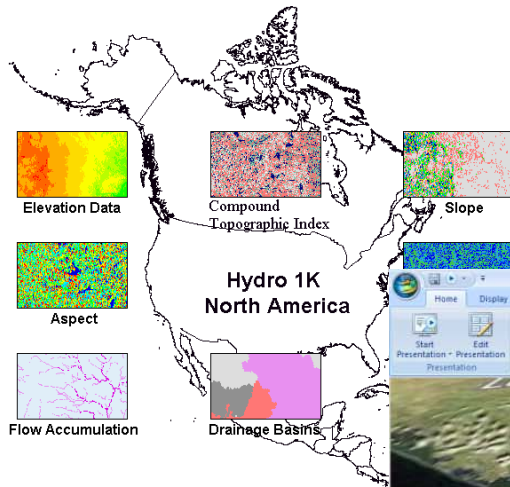 Elevation Data
Compound
Topographic Index
Slope
Aspect
Hydro 1K
North America
Home Display
Start
Presentation
Edit
Presentation
Presentation
Flow Accumulation
Drainage Basins